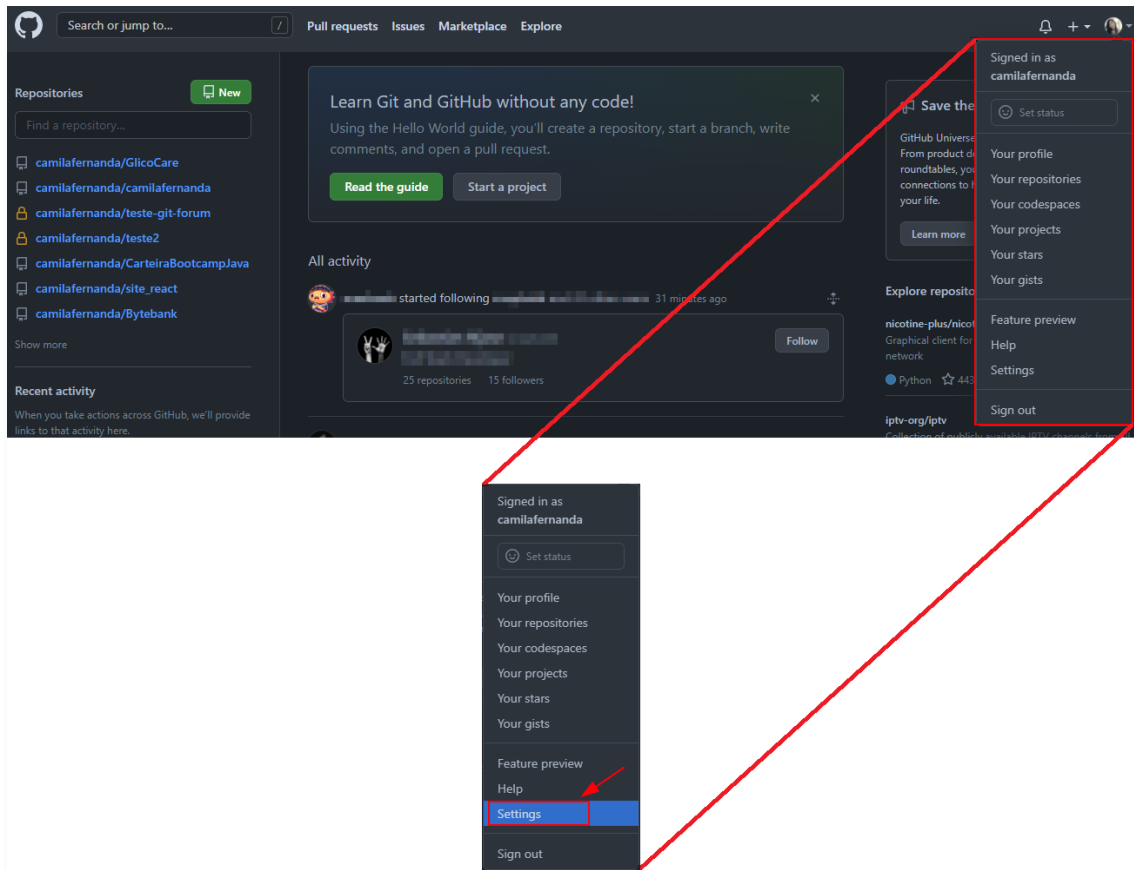 Search or jump to...
/
Pull requests Issues Marketplace Explore
Repositories
New
Find a repository...
camilafernanda/GlicoCare
camilafernanda/camilafernanda
camilafernanda/teste-git-forum
camilafernanda/teste2
camilafernanda/CarteiraBootcampJava
camilafernanda/site_react
camilafernanda/Bytebank
Show more
Recent activity
When you take actions across GitHub, we'll provide
links to that activity here.
Learn Git and GitHub without any code!
Using the Hello World guide, you'll create a repository, start a branch, write
comments, and open a pull request.
Read the guide
Start a project
All activity
started following
31 minutes ago
Follow
25 repositories 15 followers
Save the
GitHub Universe
From product d
roundtables, you
connections to h
your life.
Learn more
Explore reposito
nicotine-plus/nicot
Graphical client for
network
Python 443
iptv-org/iptv
Collection of publicly available IPTV channels from all
Signed in as
camilafernanda
Set status
Your profile
Your repositories
Your codespaces
Your projects
Your stars
Your gists
Feature preview
Help
Settings
Sign out
Signed in as
camilafernanda
Set status
Your profile
Your repositories
Your codespaces
Your projects
Your stars
Your gists
Feature preview
Help
Settings
Sign out